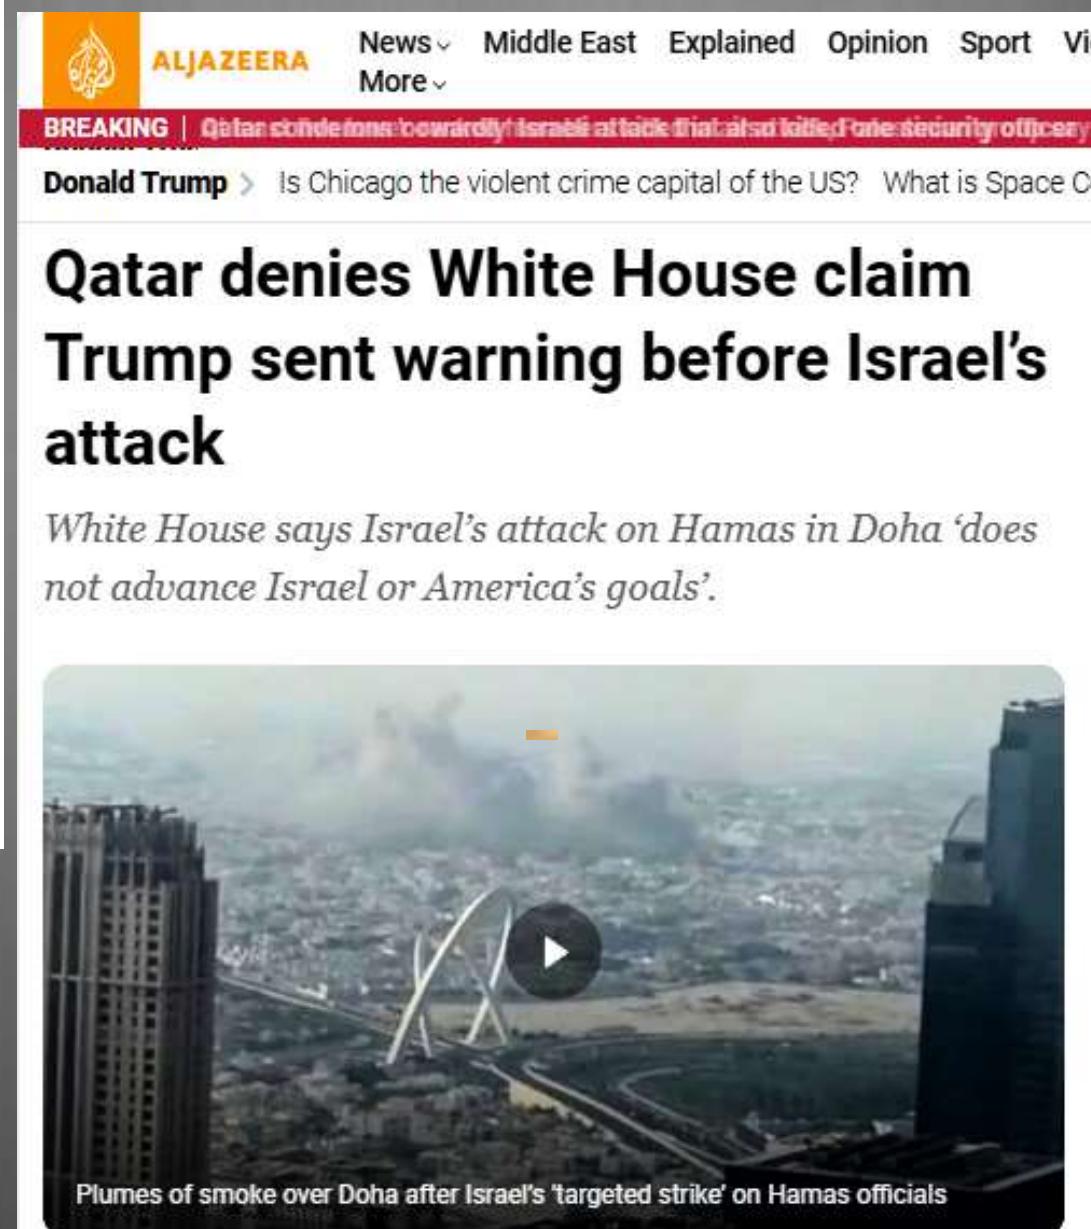 ALJAZEERA
News Middle East Explained Opinion Sport
More
BREAKING
Donald Trump Is Chicago the violent crime capital of the US? What is Space
Qatar denies White House claim
Trump sent warning before Israel’s
attack
White House says Israel’s attack on Hamas in Doha ‘does
not advance Israel or America’s goals’.
Plumes of smoke over Doha after Israel’s ‘targeted strike’ on Hamas officials